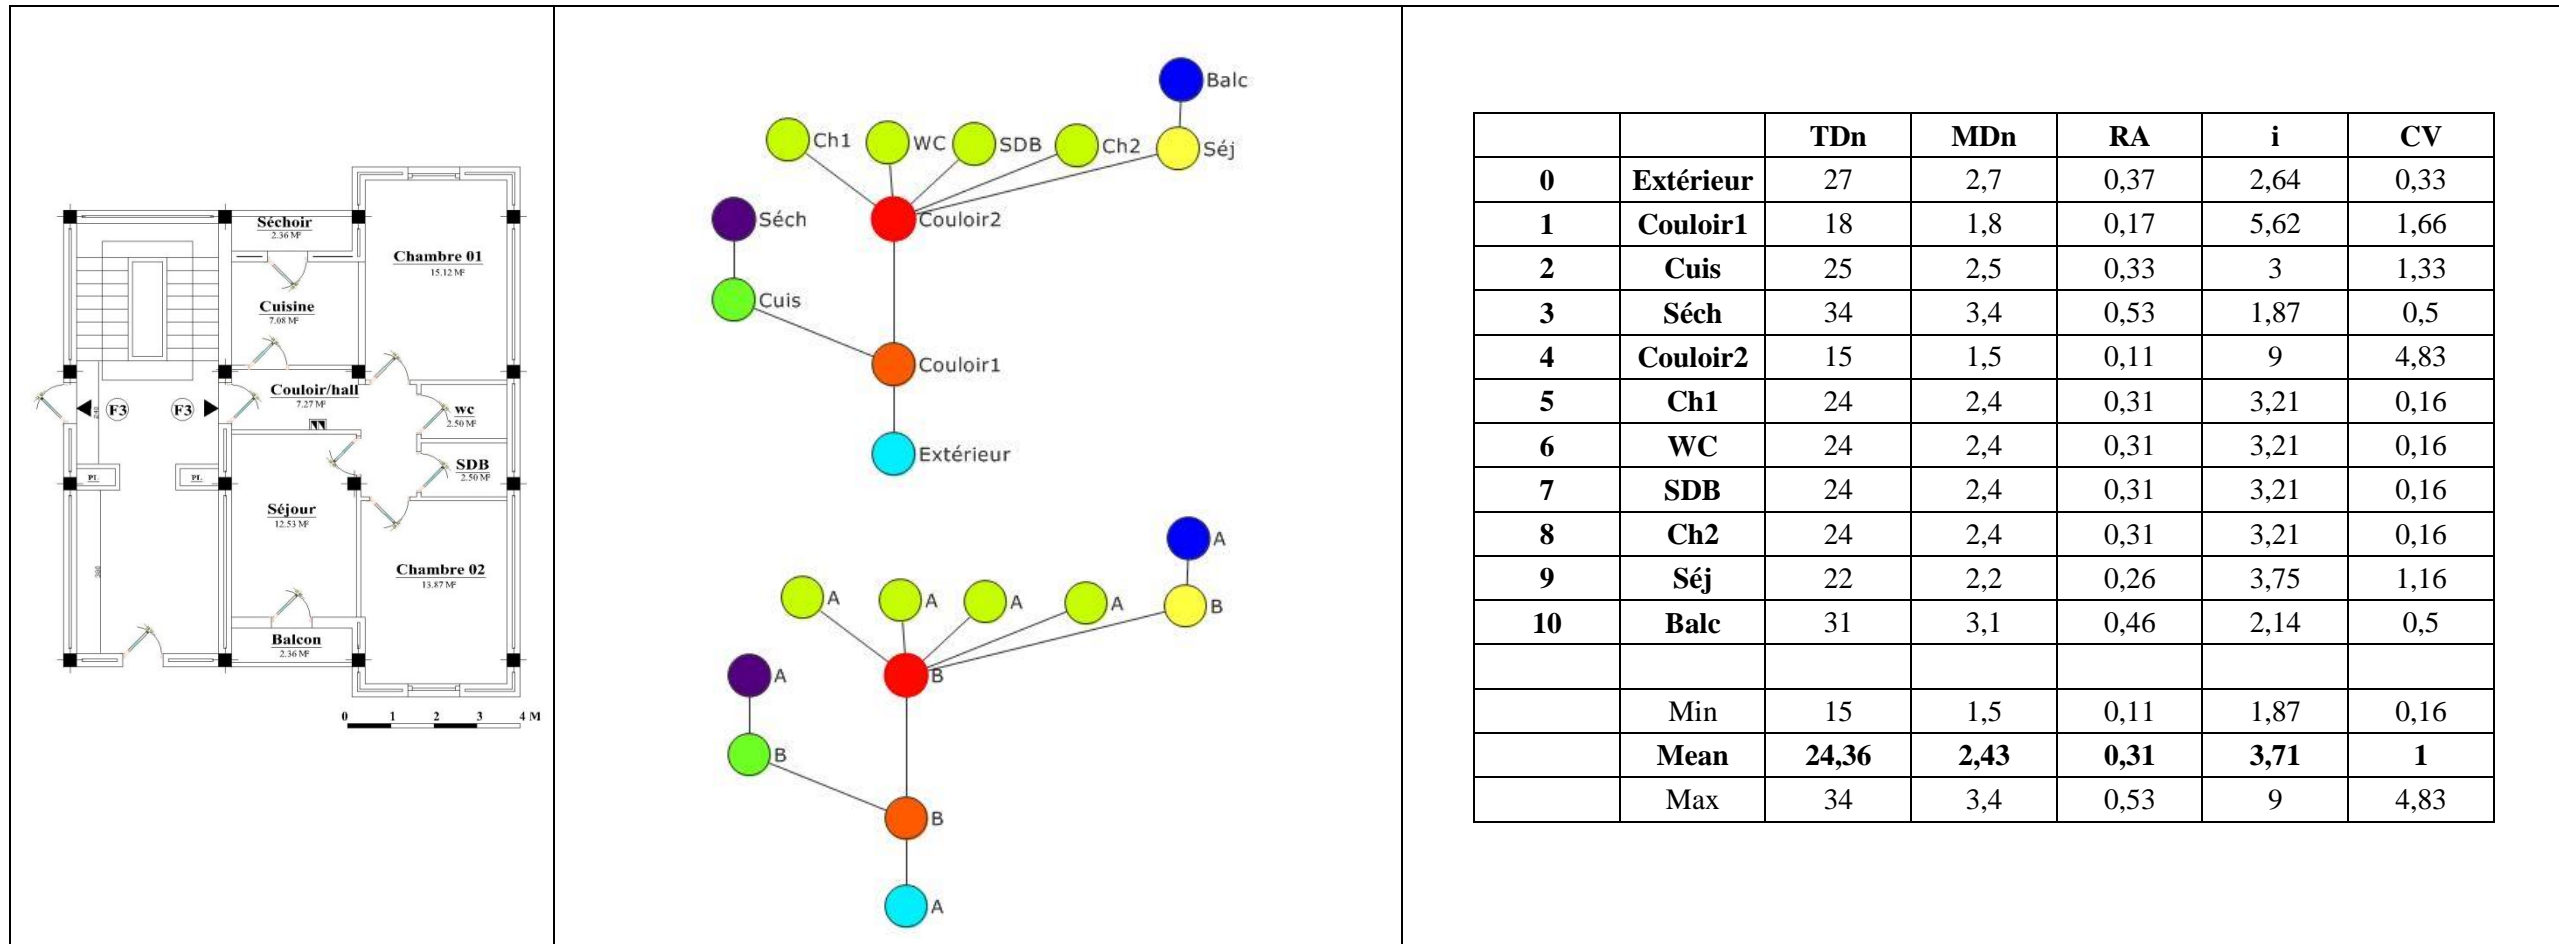 Séchoir
2.36 M²
Chambre 01
15.12 M²
Cuisine
7.08 M²
Couloir/hall
7.27 M²
F3
F3
240
wc
2.50 M²
SDB
2.50 M²
PL
PL
Séjour
12.53 M²
Chambre 02
13.87 M²
Balcon
2.36 M²
0 1 2 3 4 M
Balc
Ch1 WC SDB Ch2 Séj
Séch Couloir2
Cuis
Couloir1
Extérieur
A
A A A A B
A B
B
B
A
TDn MDn RA i CV
0 Extérieur 27 2,7 0,37 2,64 0,33
1 Couloir1 18 1,8 0,17 5,62 1,66
2 Cuis 25 2,5 0,33 3 1,33
3 Séch 34 3,4 0,53 1,87 0,5
4 Couloir2 15 1,5 0,11 9 4,83
5 Ch1 24 2,4 0,31 3,21 0,16
6 WC 24 2,4 0,31 3,21 0,16
7 SDB 24 2,4 0,31 3,21 0,16
8 Ch2 24 2,4 0,31 3,21 0,16
9 Séj 22 2,2 0,26 3,75 1,16
10 Balc 31 3,1 0,46 2,14 0,5
Min 15 1,5 0,11 1,87 0,16
Mean 24,36 2,43 0,31 3,71 1
Max 34 3,4 0,53 9 4,83